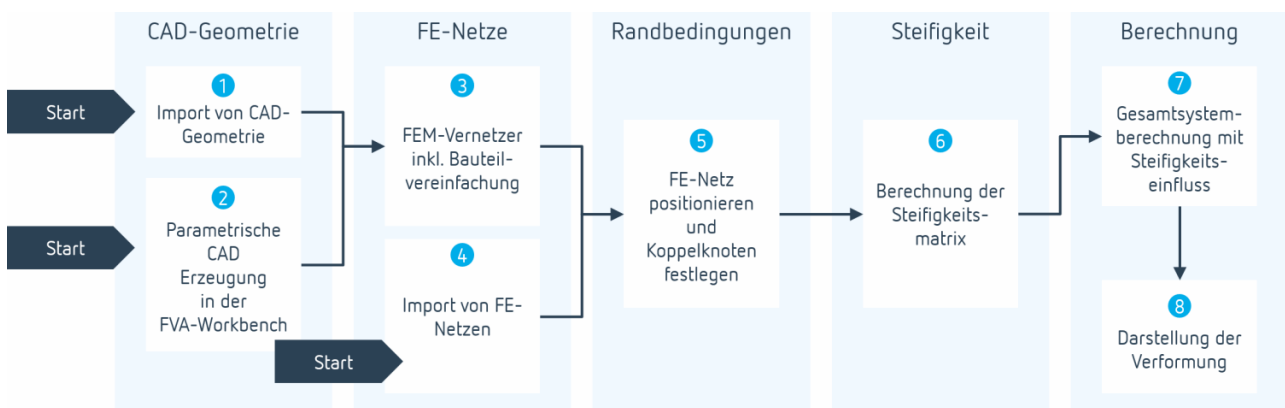 CAD-Geometrie
FE-Netze
Randbedingungen
Steifigkeit
Berechnung
Start
1
Import von CAD-
Geometrie
Start
2
Parametrische
CAD
Erzeugung
in der
FVA-Workbench
3
FEM-Vernetzer
inkl. Bauteil-
vereinfachung
Start
4
Import von FE-
Netzen
5
FE-Netz
positionieren
und
Koppelknoten
festlegen
6
Berechnung der
Steifigkeits-
matrix
7
Gesamtsystem-
berechnung mit
Steifigkeits-
einfluss
8
Darstellung der
Verformung